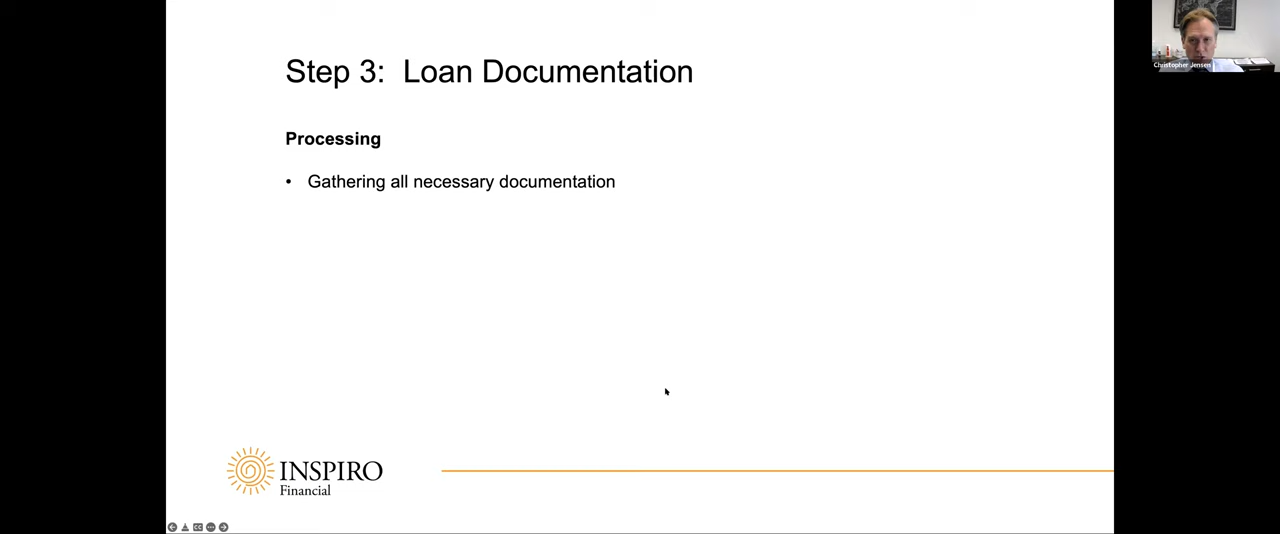 Step 3: Loan Documentation
Christopher Jensen
Processing
• Gathering all necessary documentation
INSPIRO
Financial